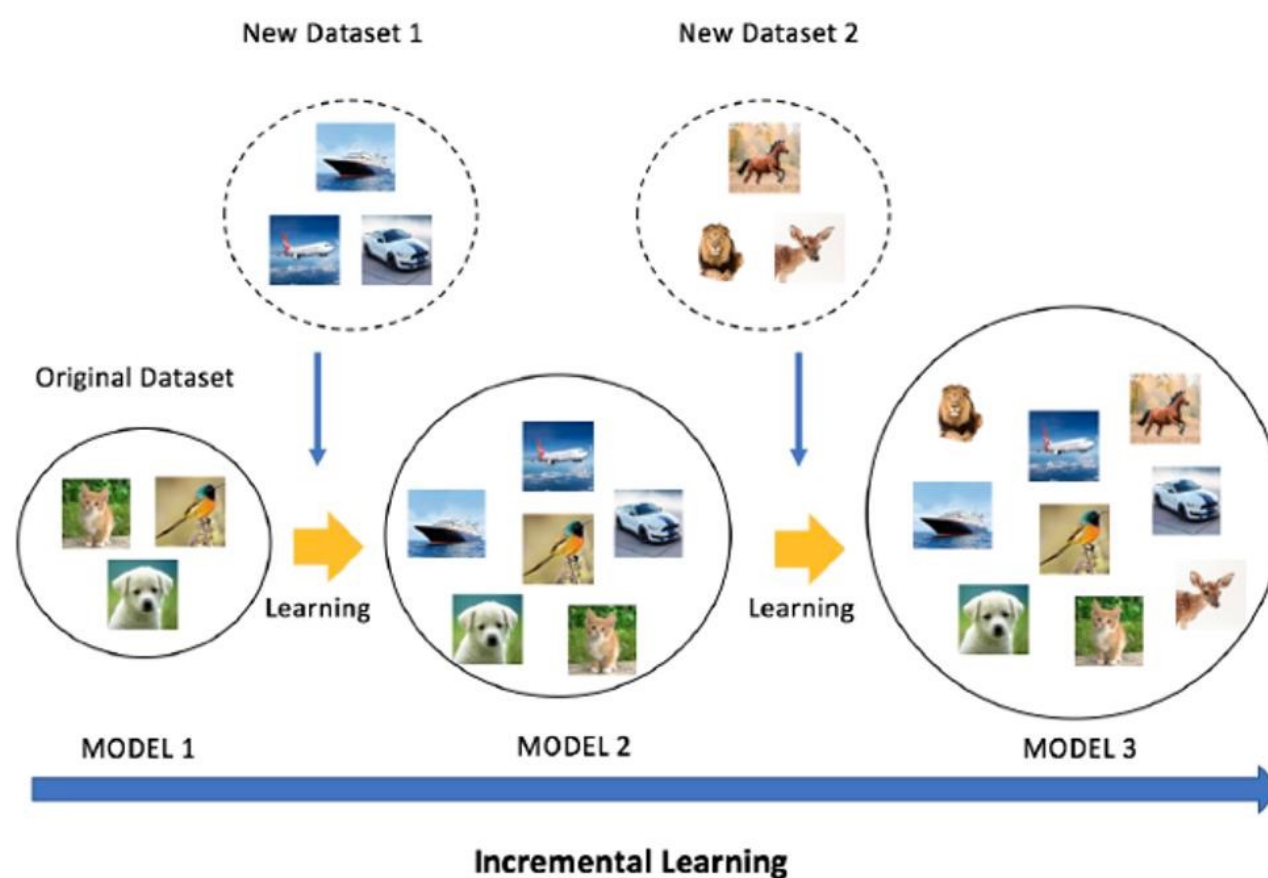 New Dataset 1
New Dataset 2
Original Dataset
Learning
Learning
MODEL 1
MODEL 2
MODEL 3
Incremental Learning